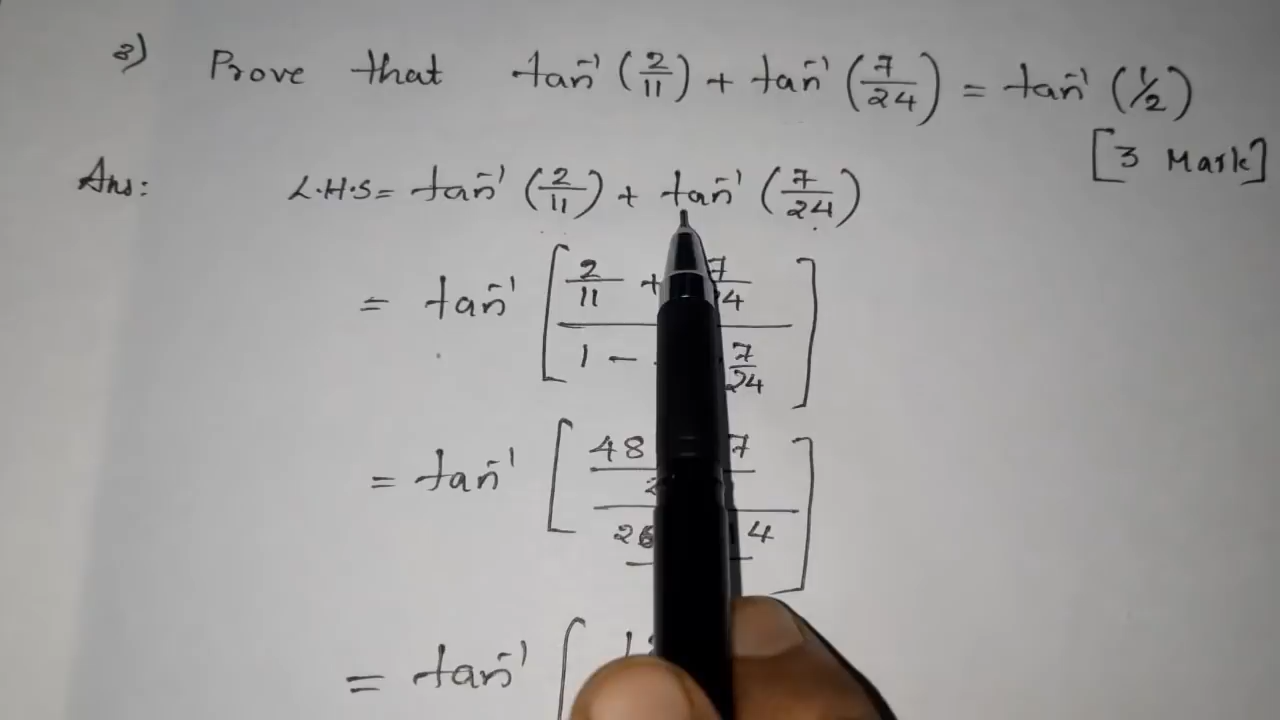 3) Prove that tan⁻¹ (2/11) + tan⁻¹ (7/24) = tan⁻¹ (1/2)
[3 Mark]
Ans: L.H.S = tan⁻¹ (2/11) + tan⁻¹ (7/24)
= tan⁻¹ [ 2/11 + 7/24
1 - 7/24 ]
= tan⁻¹ [ 48 7
26 4 ]
= tan⁻¹ [